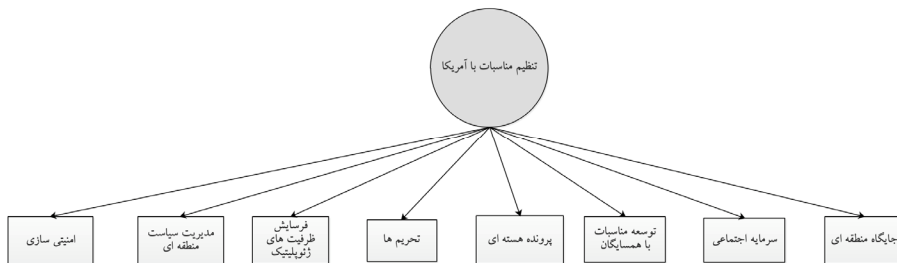 تنظیم مناسبات با آمریکا
جایگاه منطقه ای
سرمایه اجتماعی
توسعه مناسبات
با همسایگان
پرونده هسته ای
تحریم ها
فرسایش
ظرفیت های
ژئوپلیتیک
مدیریت سیاست
منطقه ای
امنیتی سازی